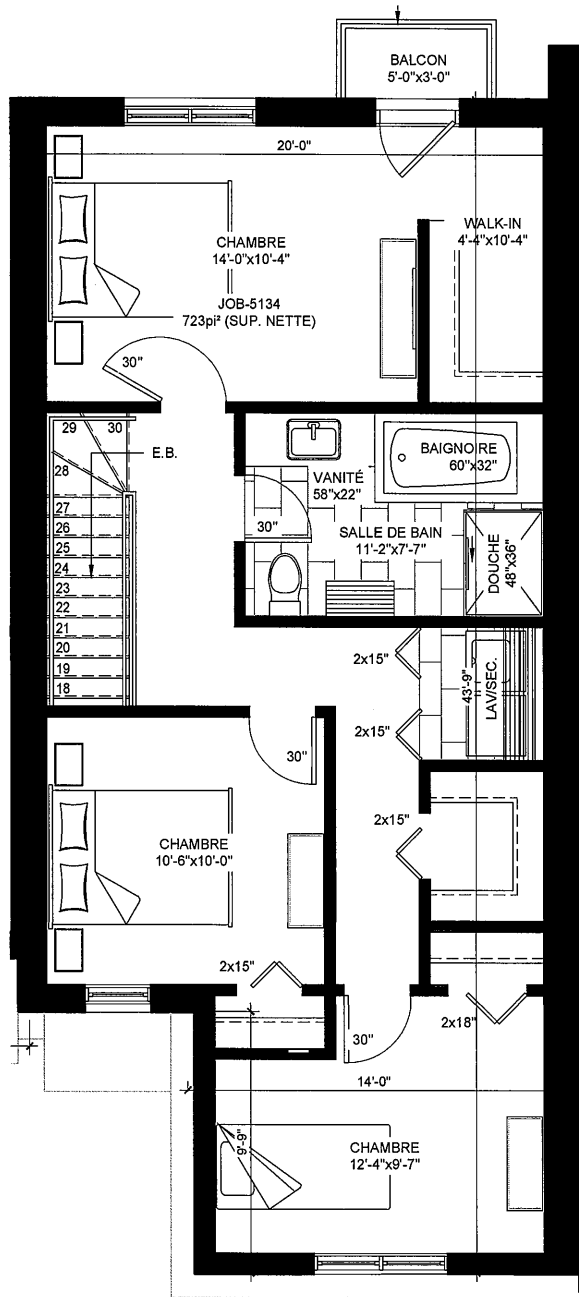 BALCON
5'-0"x3'-0"
20'-0"
WALK-IN
4'-4"x10'-4"
CHAMBRE
14'-0"x10'-4"
JOB-5134
723pi² (SUP. NETTE)
30"
29 30
E.B.
28
27
26
25
24
23
22
21
20
19
18
BAIGNOIRE
60"x32"
VANITÉ
58"x22"
30"
SALLE DE BAIN
11'-2"x7'-7"
DOUCHE
48"x36"
2x15"
43'-9"
LAV/SEC.
2x15"
30"
2x15"
CHAMBRE
10'-6"x10'-0"
2x15"
2x18"
30"
14'-0"
9'-9"
CHAMBRE
12'-4"x9'-7"